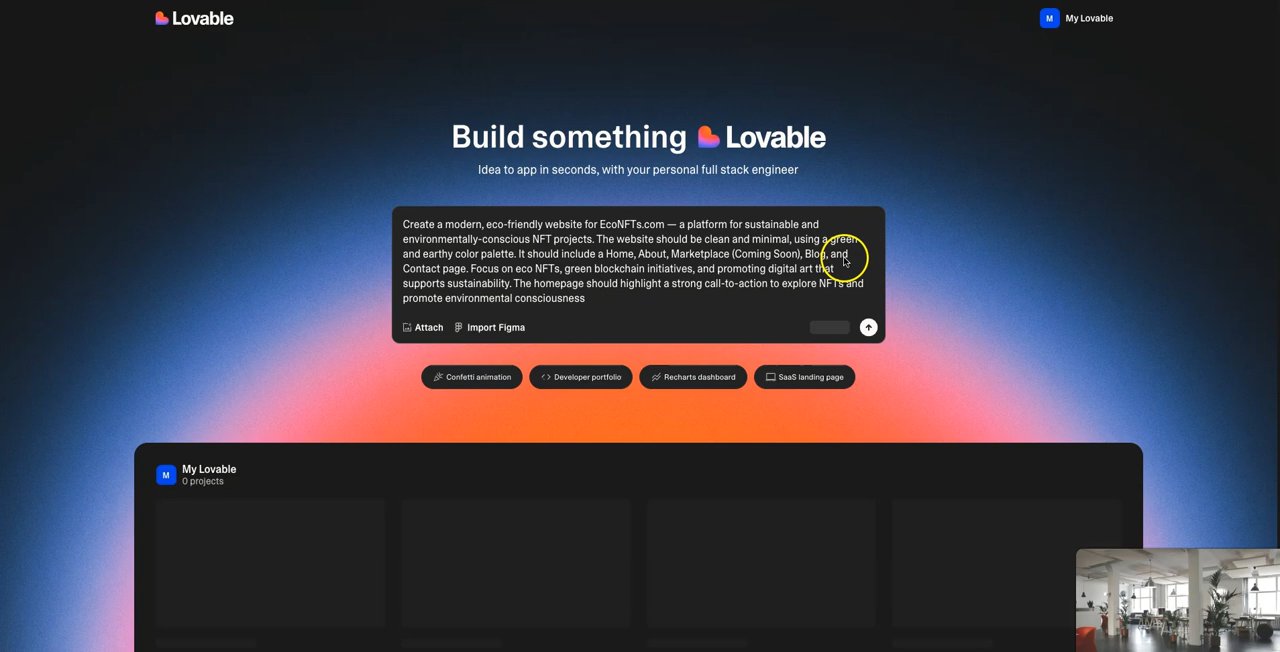 Lovable
M My Lovable
Build something Lovable
Idea to app in seconds, with your personal full stack engineer
Create a modern, eco-friendly website for EcoNFTs.com — a platform for sustainable and
environmentally-conscious NFT projects. The website should be clean and minimal, using a green
and earthy color palette. It should include a Home, About, Marketplace (Coming Soon), Blog, and
Contact page. Focus on eco NFTs, green blockchain initiatives, and promoting digital art that
supports sustainability. The homepage should highlight a strong call-to-action to explore NFTs and
promote environmental consciousness
Attach Import Figma
Confetti animation Developer portfolio Recharts dashboard SaaS landing page
M My Lovable
0 projects